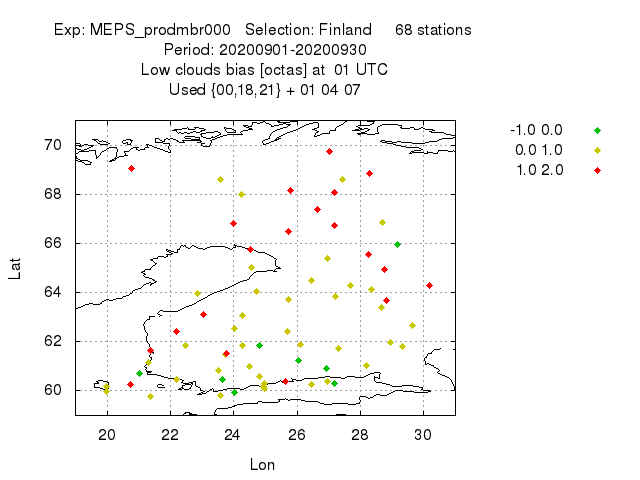 Exp: MEPS_prodmbr000 Selection: Finland 68 stations
Period: 20200901-20200930
Low clouds bias [octas] at 01 UTC
Used {00,18,21} + 01 04 07
-1.0 0.0
0.0 1.0
1.0 2.0
70
68
66
64
62
60
Lat
20 22 24 26 28 30
Lon